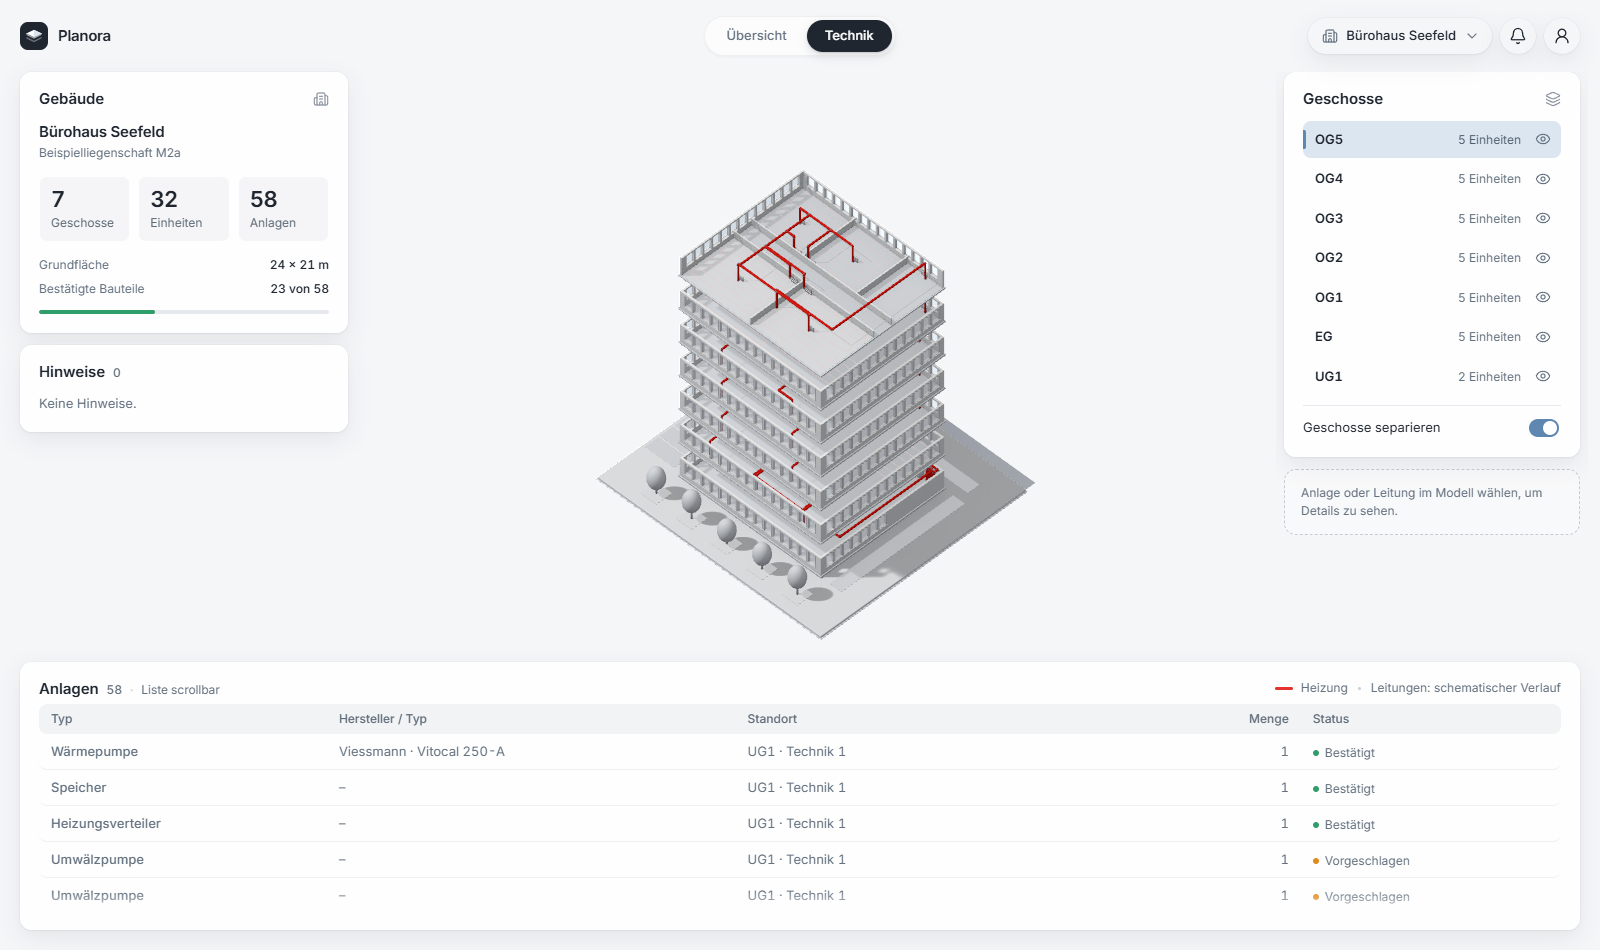 Planora
Übersicht
Technik
Bürohaus Seefeld
Gebäude
Bürohaus Seefeld
Beispielliegenschaft M2a
7
Geschosse
32
Einheiten
58
Anlagen
Grundfläche 24 × 21 m
Bestätigte Bauteile 23 von 58
Hinweise 0
Keine Hinweise.
Geschosse
OG5 5 Einheiten
OG4 5 Einheiten
OG3 5 Einheiten
OG2 5 Einheiten
OG1 5 Einheiten
EG 5 Einheiten
UG1 2 Einheiten
Geschosse separieren
Anlage oder Leitung im Modell wählen, um
Details zu sehen.
Anlagen 58 · Liste scrollbar
Heizung • Leitungen: schematischer Verlauf
Typ Hersteller / Typ Standort Menge Status
Wärmepumpe Viessmann · Vitocal 250-A UG1 · Technik 1 1 Bestätigt
Speicher – UG1 · Technik 1 1 Bestätigt
Heizungsverteiler – UG1 · Technik 1 1 Bestätigt
Umwälzpumpe – UG1 · Technik 1 1 Vorgeschlagen
Umwälzpumpe – UG1 · Technik 1 1 Vorgeschlagen